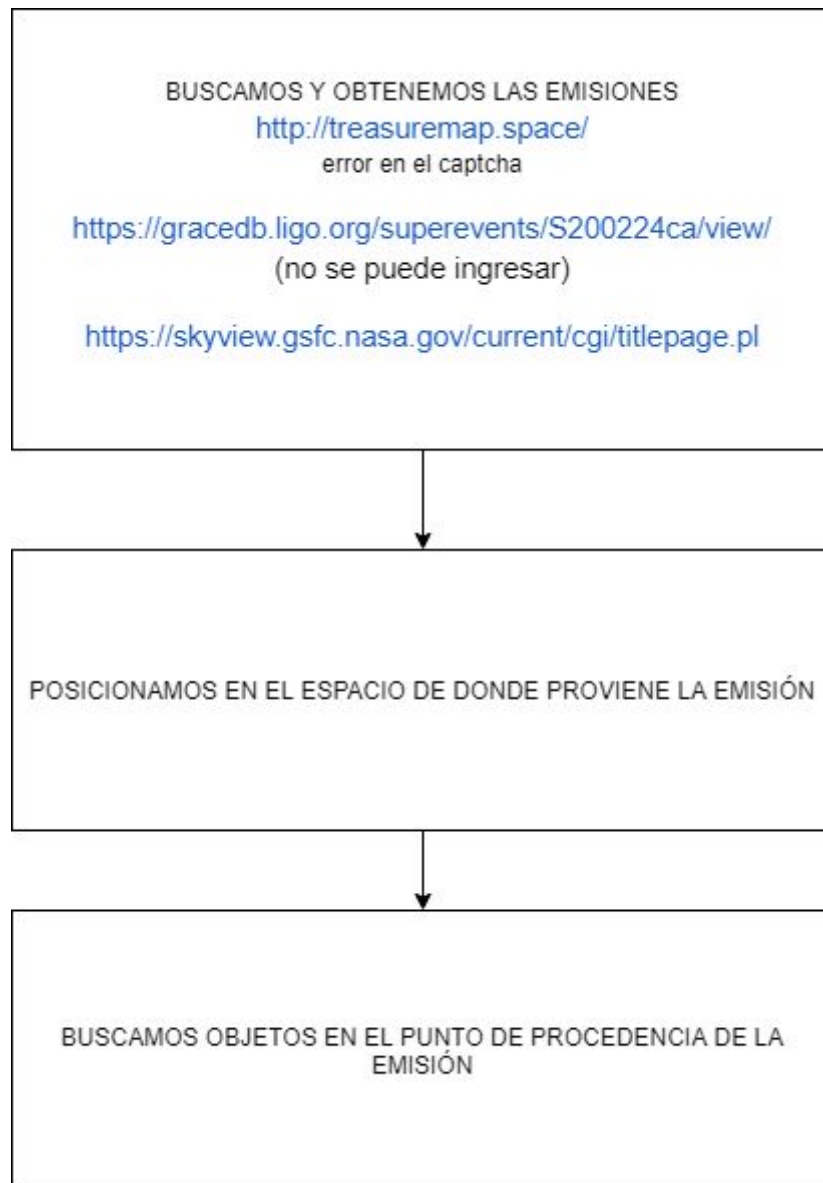 BUSCAMOS Y OBTENEMOS LAS EMISIONES
http://treasuremap.space/
error en el captcha
https://gracedb.ligo.org/superevents/S200224ca/view/
(no se puede ingresar)
https://skyview.gsfc.nasa.gov/current/cgi/titlepage.pl
POSICIONAMOS EN EL ESPACIO DE DONDE PROVIENE LA EMISIÓN
BUSCAMOS OBJETOS EN EL PUNTO DE PROCEDENCIA DE LA
EMISIÓN